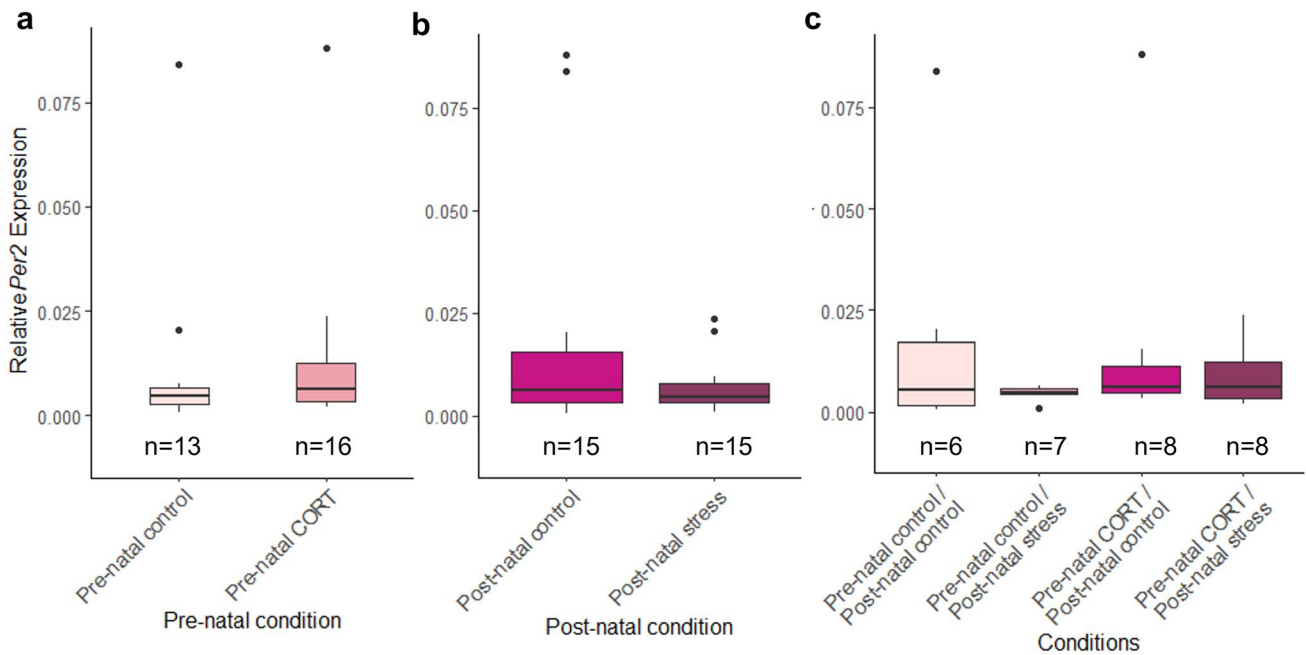 a
Relative Per2 Expression
0.075
0.050
0.025
0.000
n=13
n=16
Pre-natal control
Pre-natal CORT
Pre-natal condition
b
0.075
0.050
0.025
0.000
n=15
n=15
Post-natal control
Post-natal stress
Post-natal condition
c
0.075
0.050
0.025
0.000
n=6
n=7
n=8
n=8
Pre-natal control /
Post-natal control
Pre-natal control /
Post-natal stress
Pre-natal CORT /
Post-natal control
Pre-natal CORT /
Post-natal stress
Conditions